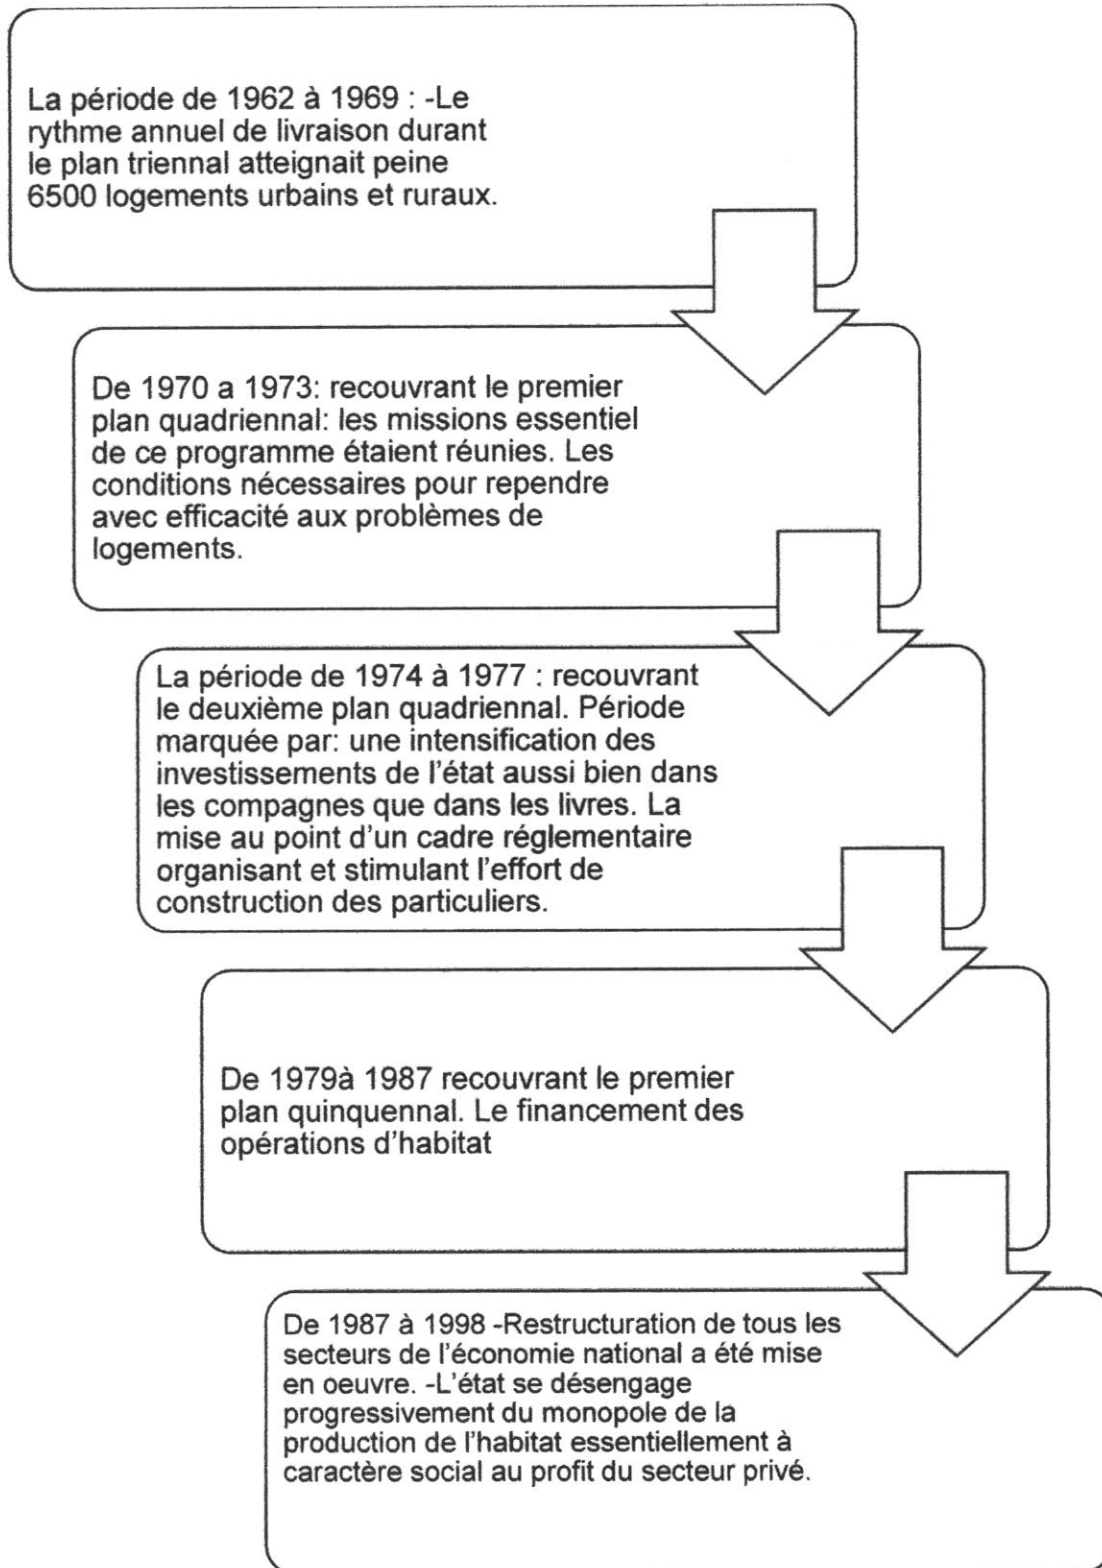 La période de 1962 à 1969 : -Le
rythme annuel de livraison durant
le plan triennal atteignait peine
6500 logements urbains et ruraux.
De 1970 a 1973: recouvrant le premier
plan quadriennal: les missions essentiel
de ce programme étaient réunies. Les
conditions nécessaires pour rependre
avec efficacité aux problèmes de
logements.
La période de 1974 à 1977 : recouvrant
le deuxième plan quadriennal. Période
marquée par: une intensification des
investissements de l'état aussi bien dans
les compagnes que dans les livres. La
mise au point d'un cadre réglementaire
organisant et stimulant l'effort de
construction des particuliers.
De 1979à 1987 recouvrant le premier
plan quinquennal. Le financement des
opérations d'habitat
De 1987 à 1998 -Restructuration de tous les
secteurs de l'économie national a été mise
en oeuvre. -L'état se désengage
progressivement du monopole de la
production de l'habitat essentiellement à
caractère social au profit du secteur privé.